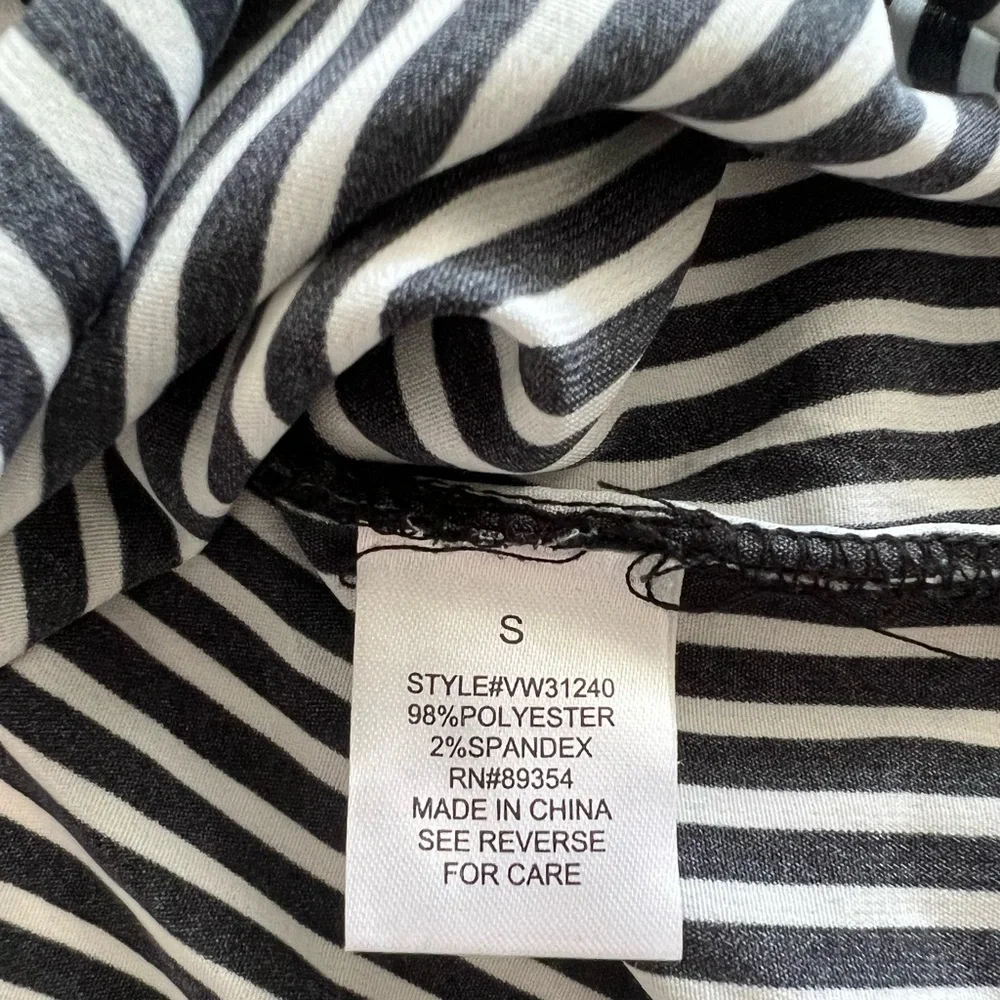 S
STYLE#VW31240
98%POLYESTER
2%SPANDEX
RN#89354
MADE IN CHINA
SEE REVERSE
FOR CARE